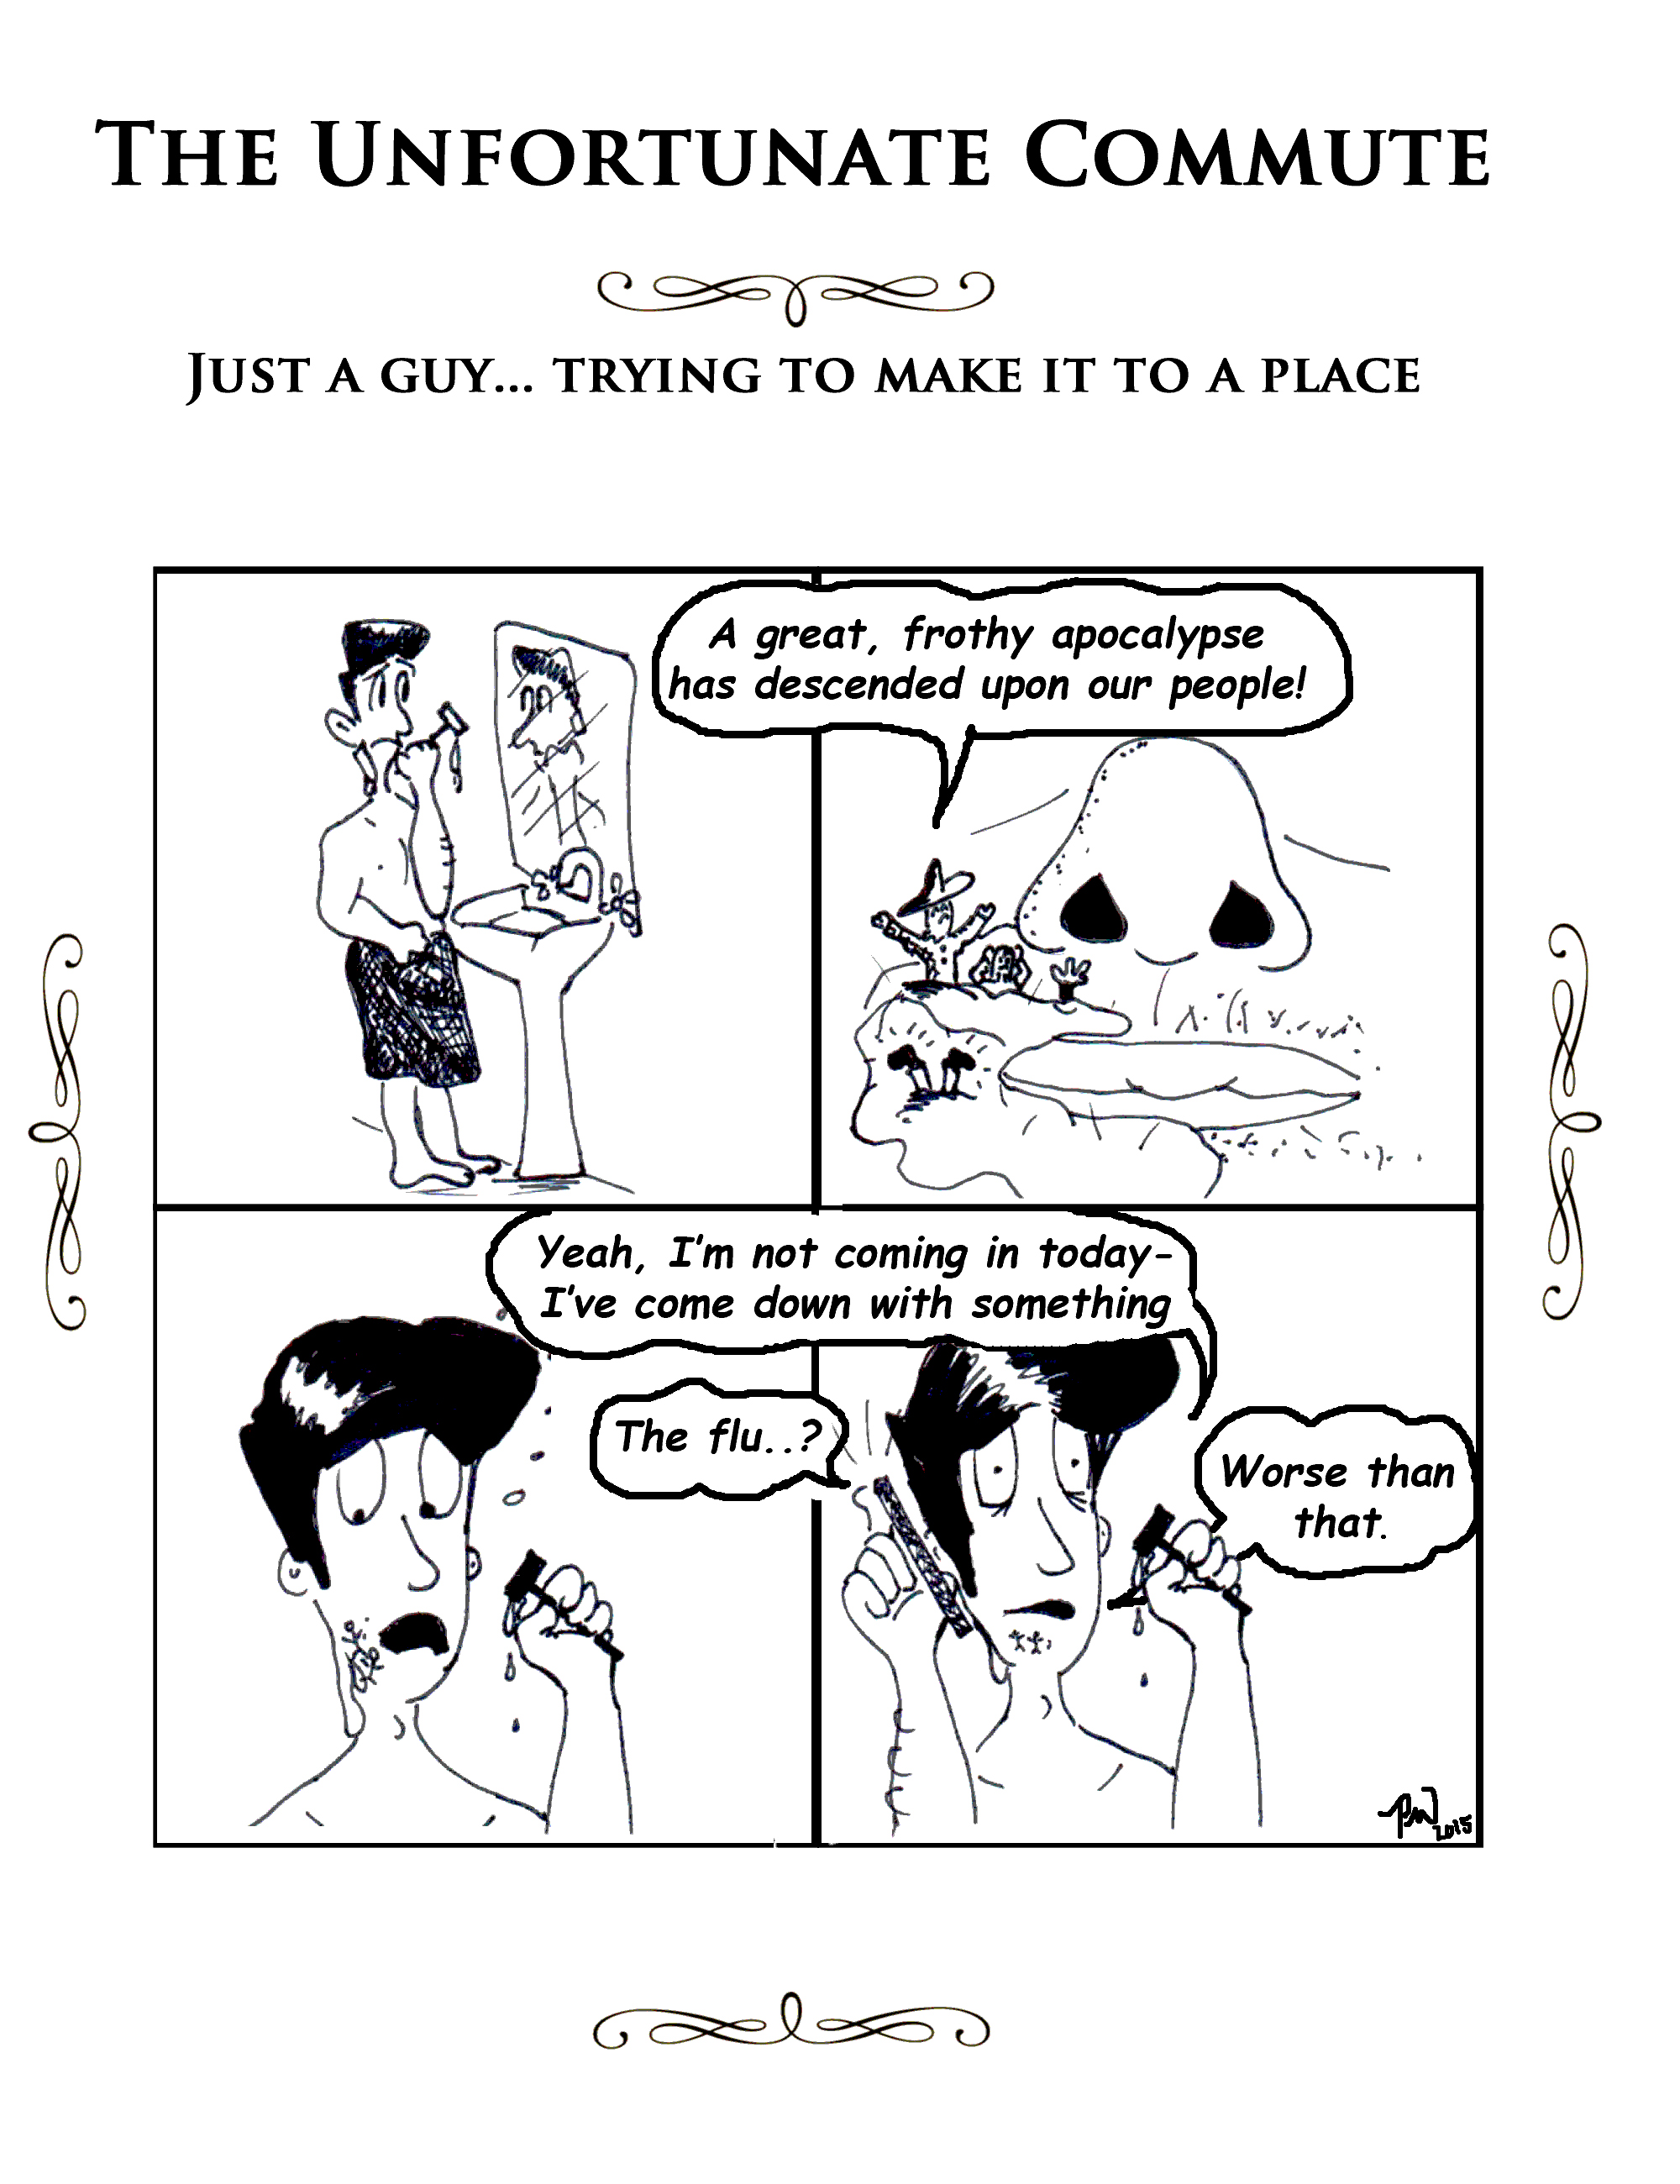 The Unfortunate Commute
Just a guy... trying to make it to a place
A great, frothy apocalypse
has descended upon our people!
Yeah, I'm not coming in today-
I've come down with something
The flu..?
Worse than
that.
2015